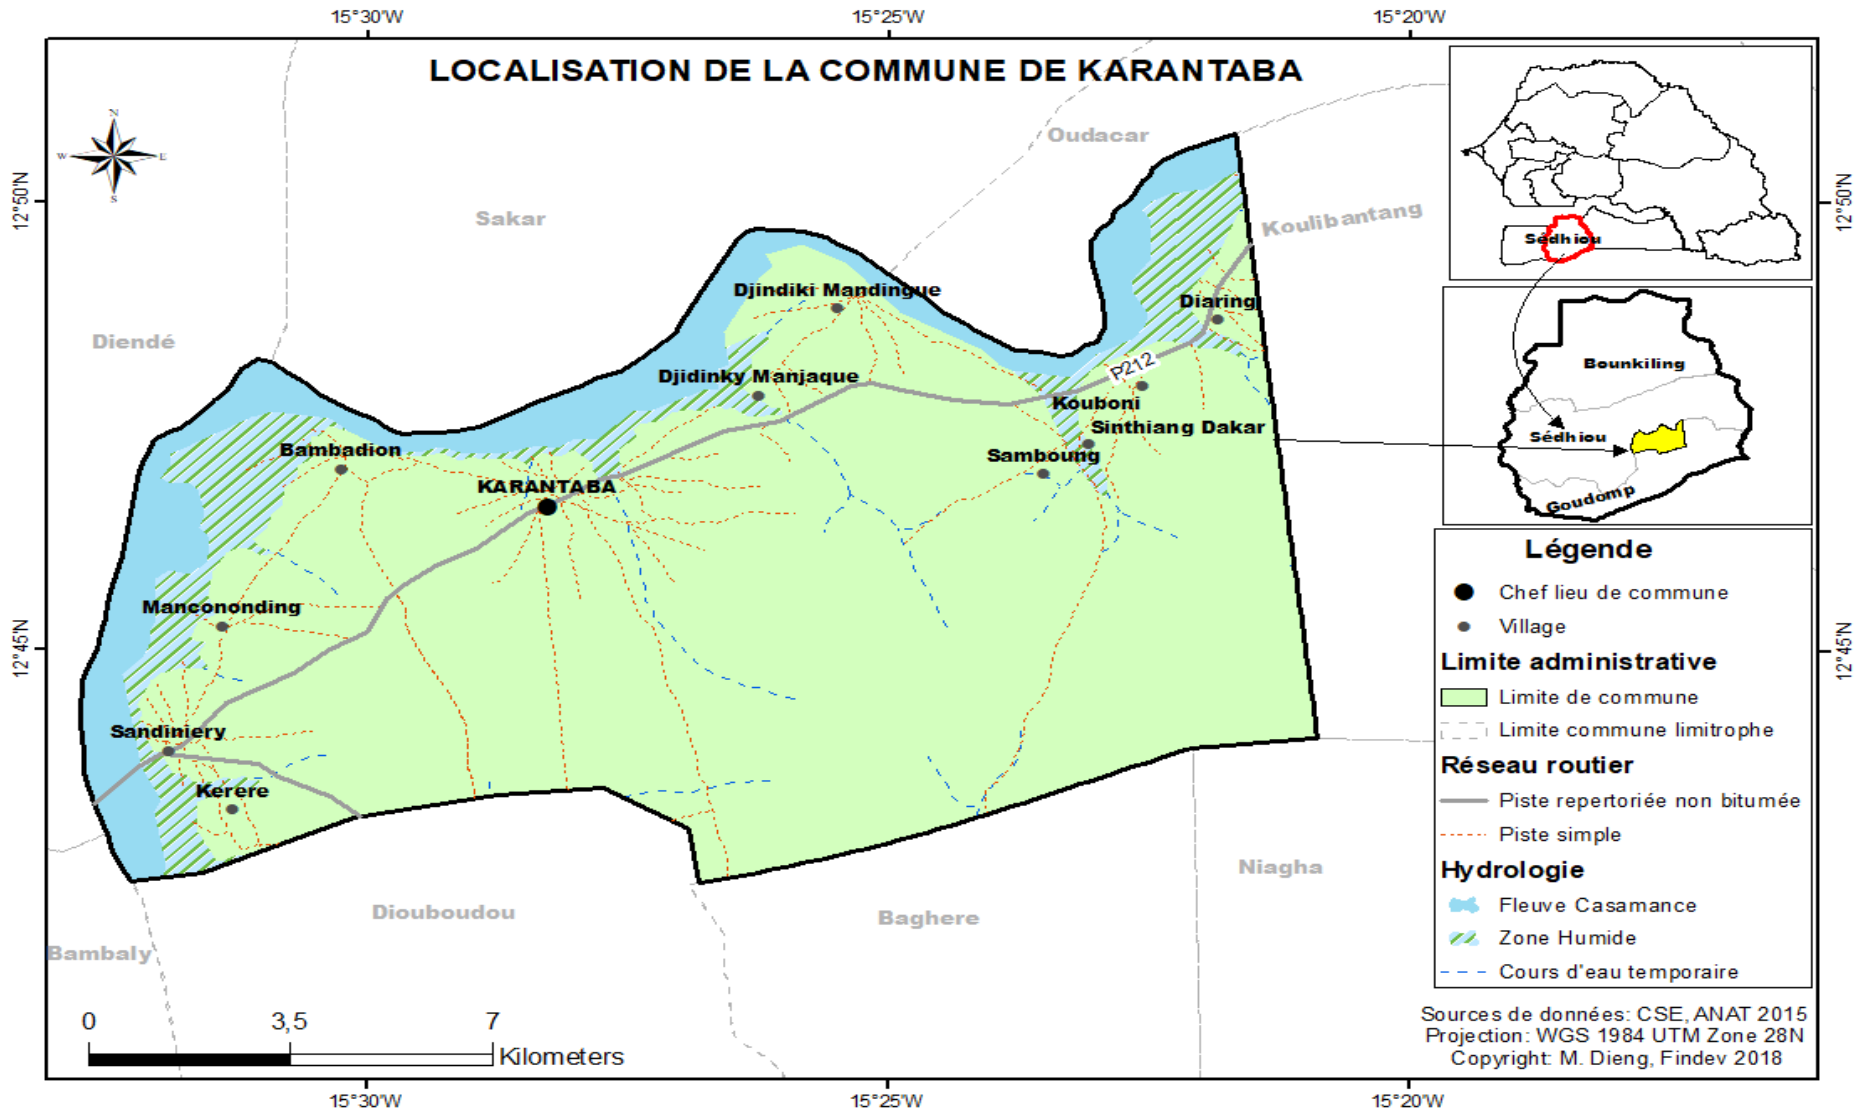 15°30'W
15°25'W
15°20'W
LOCALISATION DE LA COMMUNE DE KARANTABA
N
W
E
S
12°50'N
12°50'N
Oudacar
Sakar
Koulibantang
Diendé
Djindiki Mandingue
Diaring
P212
Djidinky Manjaque
Kouboni
Sinthiang Dakar
Samboung
Bambadion
KARANTABA
Mancononding
12°45'N
12°45'N
Sandiniery
Kerere
Niagha
Diouboudou
Baghere
Bambaly
Sédhiou
Bounkiling
Sédhiou
Goudomp
Légende
Chef lieu de commune
Village
Limite administrative
Limite de commune
Limite commune limitrophe
Réseau routier
Piste repertoriée non bitumée
Piste simple
Hydrologie
Fleuve Casamance
Zone Humide
Cours d'eau temporaire
0 3,5 7
Kilometers
Sources de données: CSE, ANAT 2015
Projection: WGS 1984 UTM Zone 28N
Copyright: M. Dieng, Findev 2018
15°30'W
15°25'W
15°20'W